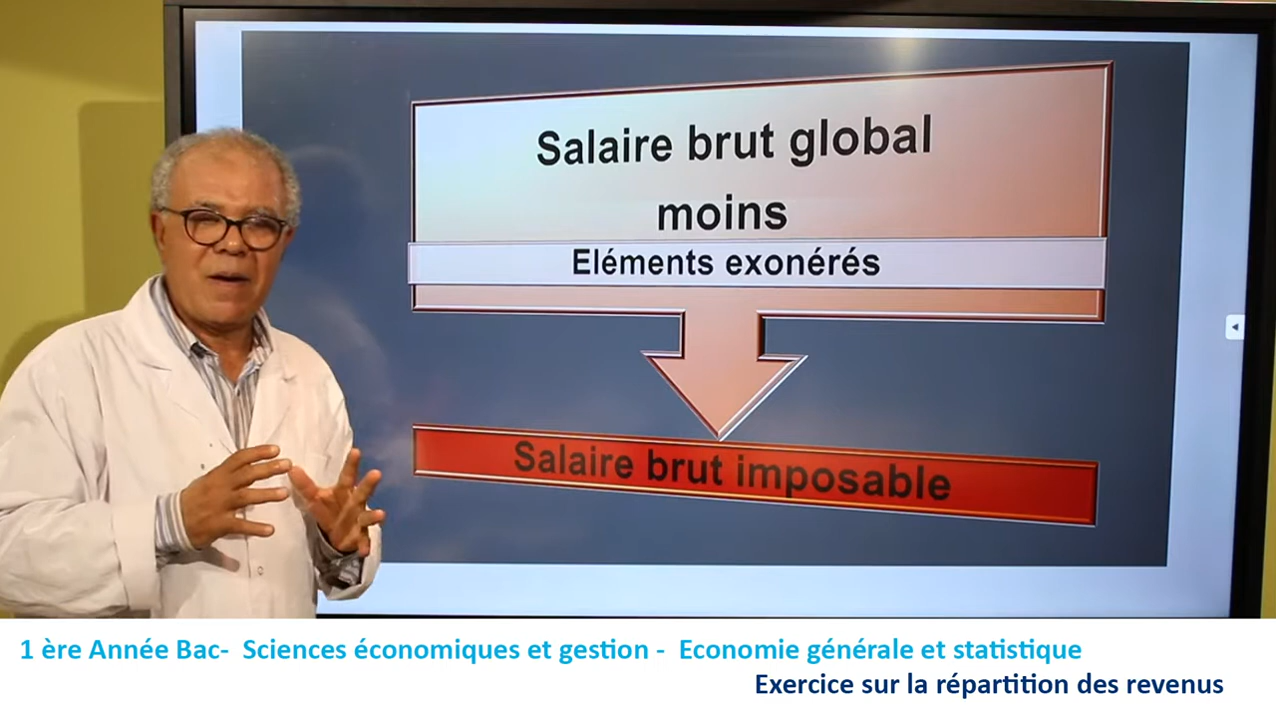 Salaire brut global
moins
Eléments exonérés
Salaire brut imposable
1 ère Année Bac- Sciences économiques et gestion - Economie générale et statistique
Exercice sur la répartition des revenus